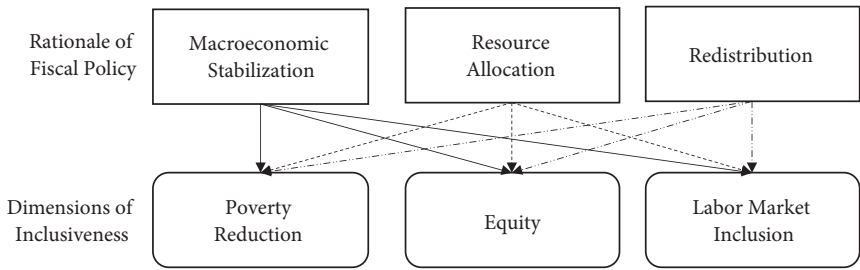 Rationale of
Fiscal Policy
Macroeconomic
Stabilization
Resource
Allocation
Redistribution
Dimensions of
Inclusiveness
Poverty
Reduction
Equity
Labor Market
Inclusion